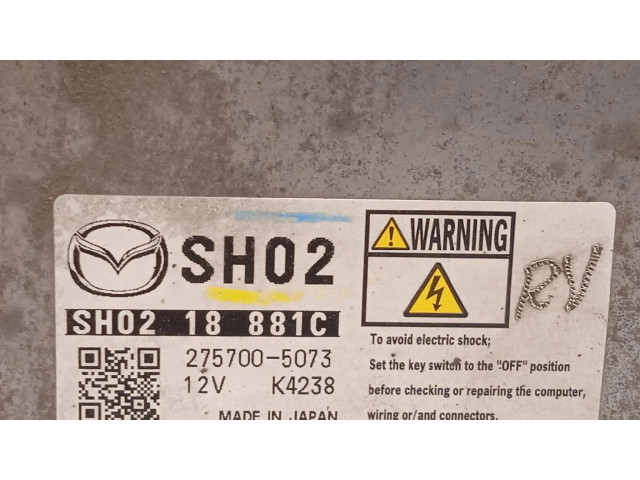 SH02
SH02 18 881C
275700-5073
12V K4238
MADE IN JAPAN
WARNING
To avoid electric shock;
Set the key switch to the "OFF" position
before checking or repairing the computer,
wiring or/and connectors.